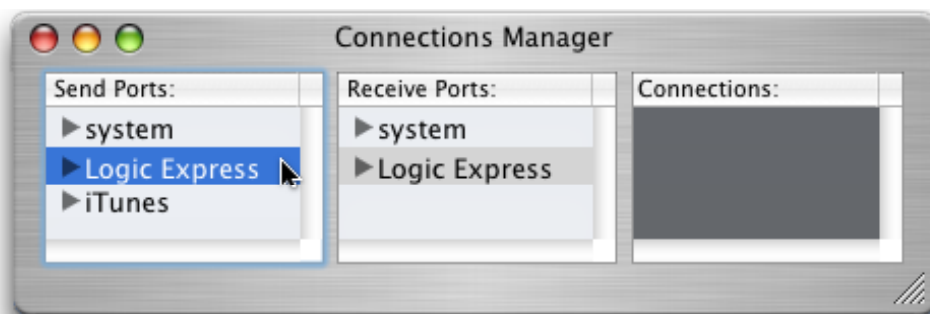 Connections Manager
Send Ports:
system
Logic Express
iTunes
Receive Ports:
system
Logic Express
Connections: